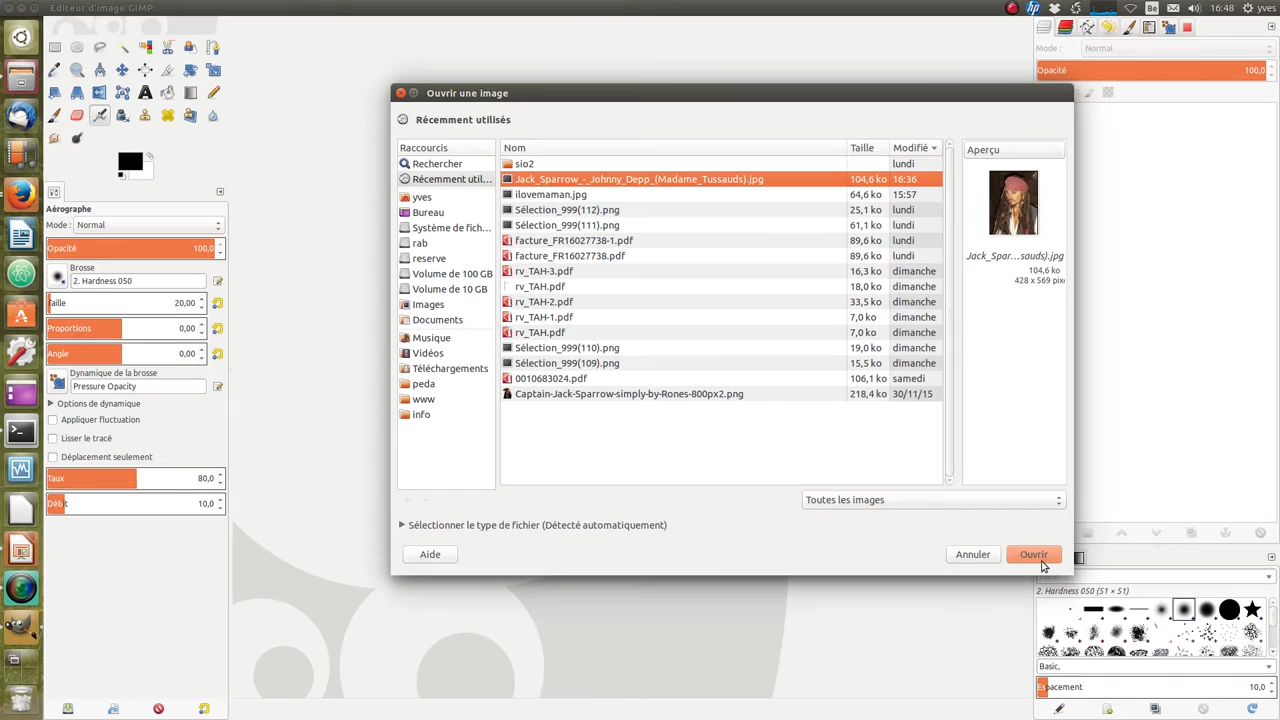 Éditeur d'image GIMP
Be
16:48
yves
Mode :
Normal
Opacité
100,0
Ouvrir une image
Récemment utilisés
Raccourcis
Nom
Taille
Modifié
Aperçu
Rechercher
sio2
lundi
Récemment util...
Jack_Sparrow_-_Johnny_Depp_(Madame_Tussauds).jpg
104,6 ko
16:36
yves
ilovemaman.jpg
64,6 ko
15:57
Bureau
Sélection_999(112).png
25,1 ko
lundi
Système de fich...
Sélection_999(111).png
61,1 ko
lundi
rab
facture_FR16027738-1.pdf
89,6 ko
lundi
reserve
facture_FR16027738.pdf
89,6 ko
lundi
Volume de 100 GB
rv_TAH-3.pdf
16,3 ko
dimanche
Volume de 10 GB
rv_TAH.pdf
18,0 ko
dimanche
Images
rv_TAH-2.pdf
33,5 ko
dimanche
Documents
rv_TAH-1.pdf
7,0 ko
dimanche
Musique
rv_TAH.pdf
7,0 ko
dimanche
Vidéos
Sélection_999(110).png
19,0 ko
dimanche
Téléchargements
Sélection_999(109).png
15,5 ko
dimanche
peda
0010683024.pdf
106,1 ko
samedi
www
Captain-Jack-Sparrow-simply-by-Rones-800px2.png
218,4 ko
30/11/15
info
Jack_Spar...sauds).jpg
104,6 ko
428 x 569 pixe
Toutes les images
Sélectionner le type de fichier (Détecté automatiquement)
Aide
Annuler
Ouvrir
Aérographe
Mode :
Normal
Opacité
100,0
Brosse
2. Hardness 050
Taille
20,00
Proportions
0,00
Angle
0,00
Dynamique de la brosse
Pressure Opacity
Options de dynamique
Appliquer fluctuation
Lisser le tracé
Déplacement seulement
Taux
80,0
Débit
10,0
2. Hardness 050 (51 × 51)
Basic,
Espacement
10,0